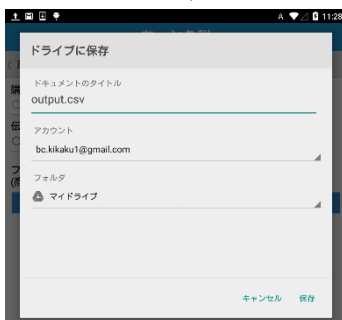 A 11:28
ドライブに保存
ドキュメントのタイトル
output.csv
アカウント
bc.kikaku1@gmail.com
フォルダ
マイドライブ
キャンセル 保存